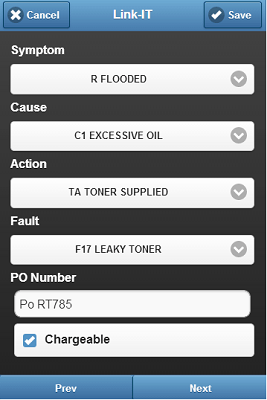 Cancel Link-IT Save
Symptom
R FLOODED
Cause
C1 EXCESSIVE OIL
Action
TA TONER SUPPLIED
Fault
F17 LEAKY TONER
PO Number
Po RT785
Chargeable
Prev Next